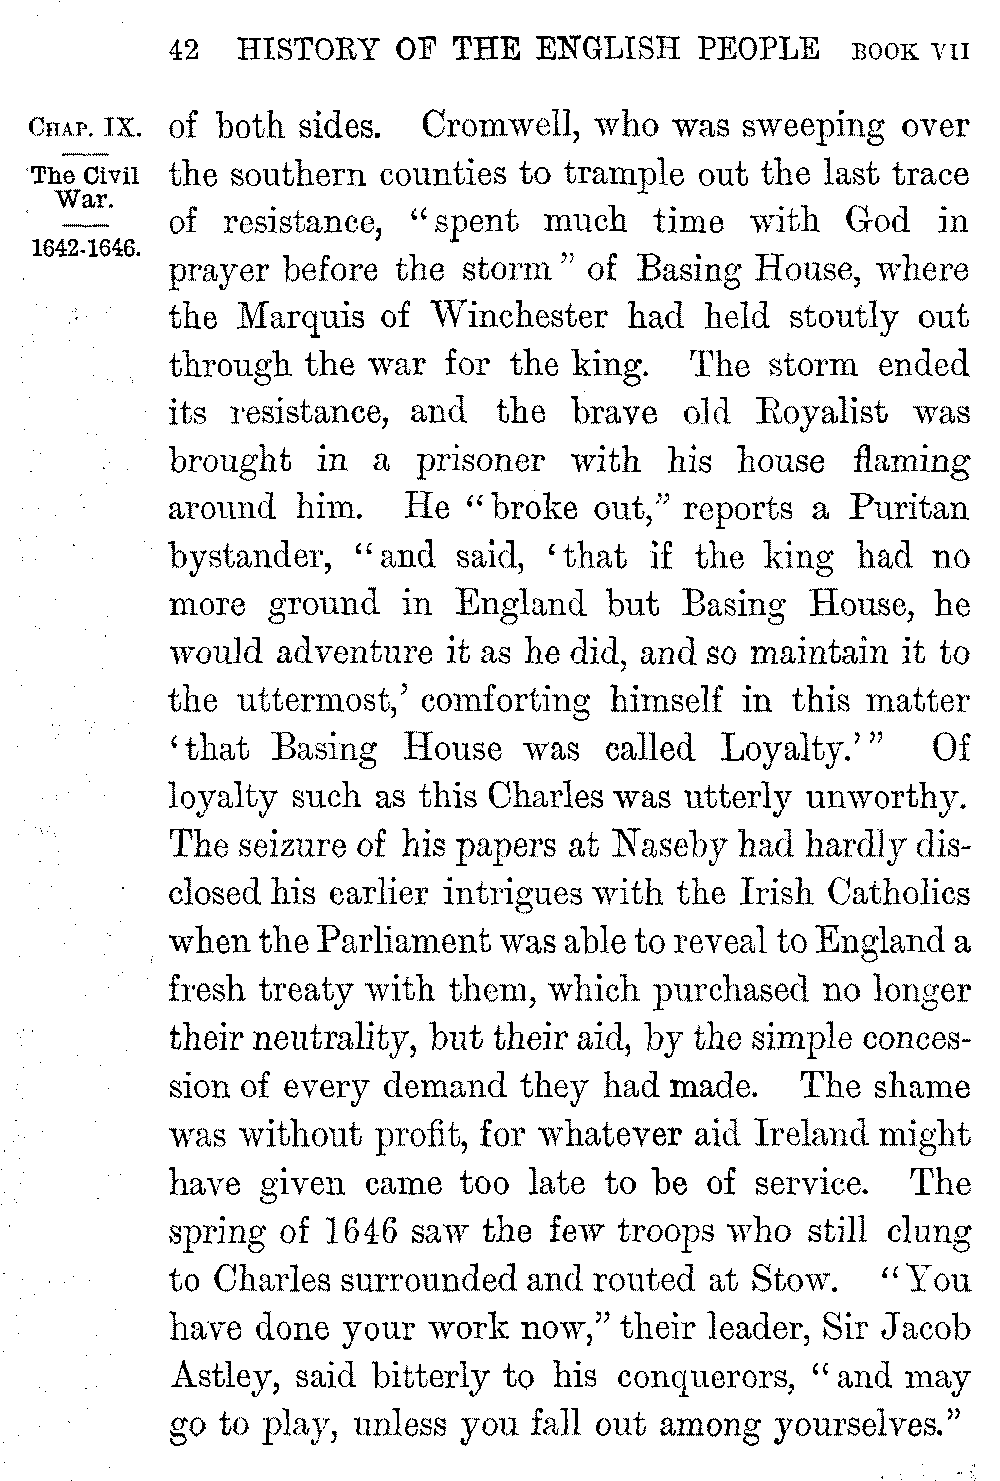 42 HISTORY OF THE ENGLISH PEOPLE BOOK VII
CHAP. IX.
The Civil
War.
1642-1646.
of both sides. Cromwell, who was sweeping over
the southern counties to trample out the last trace
of resistance, “spent much time with God in
prayer before the storm” of Basing House, where
the Marquis of Winchester had held stoutly out
through the war for the king. The storm ended
its resistance, and the brave old Royalist was
brought in a prisoner with his house flaming
around him. He “broke out,” reports a Puritan
bystander, “and said, ‘that if the king had no
more ground in England but Basing House, he
would adventure it as he did, and so maintain it to
the uttermost,’ comforting himself in this matter
‘that Basing House was called Loyalty.’” Of
loyalty such as this Charles was utterly unworthy.
The seizure of his papers at Naseby had hardly dis-
closed his earlier intrigues with the Irish Catholics
when the Parliament was able to reveal to England a
fresh treaty with them, which purchased no longer
their neutrality, but their aid, by the simple conces-
sion of every demand they had made. The shame
was without profit, for whatever aid Ireland might
have given came too late to be of service. The
spring of 1646 saw the few troops who still clung
to Charles surrounded and routed at Stow. “You
have done your work now,” their leader, Sir Jacob
Astley, said bitterly to his conquerors, “and may
go to play, unless you fall out among yourselves.”